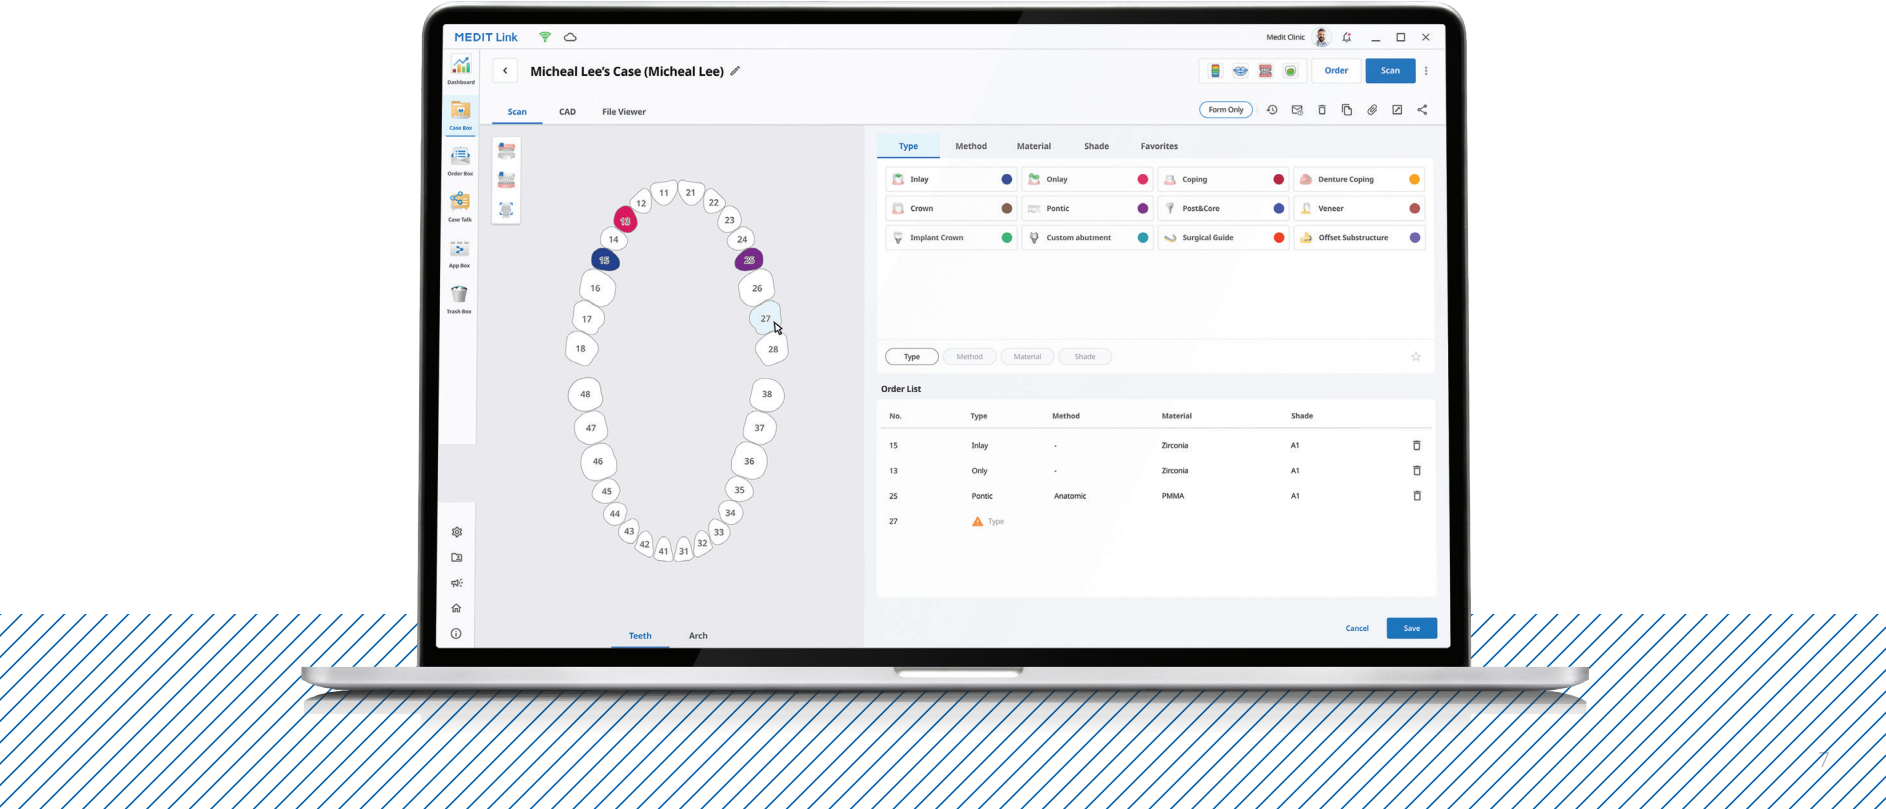 MEDIT Link
Medit Clinic
Dashboard
Micheal Lee's Case (Micheal Lee)
Order
Scan
Case Box
Scan
CAD
File Viewer
Form Only
Order Box
Case Talk
App Box
Trash Box
11
21
12
22
13
23
14
24
15
25
16
26
17
27
18
28
48
38
47
37
46
36
45
35
44
34
43
33
42
32
41
31
Teeth
Arch
Type
Method
Material
Shade
Favorites
Inlay
Onlay
Coping
Denture Coping
Crown
Pontic
Post&Core
Veneer
Implant Crown
Custom abutment
Surgical Guide
Offset Substructure
Type
Method
Material
Shade
Order List
No. Type Method Material Shade
15 Inlay - Zirconia A1
13 Only - Zirconia A1
25 Pontic Anatomic PMMA A1
27 Type
Cancel
Save
7